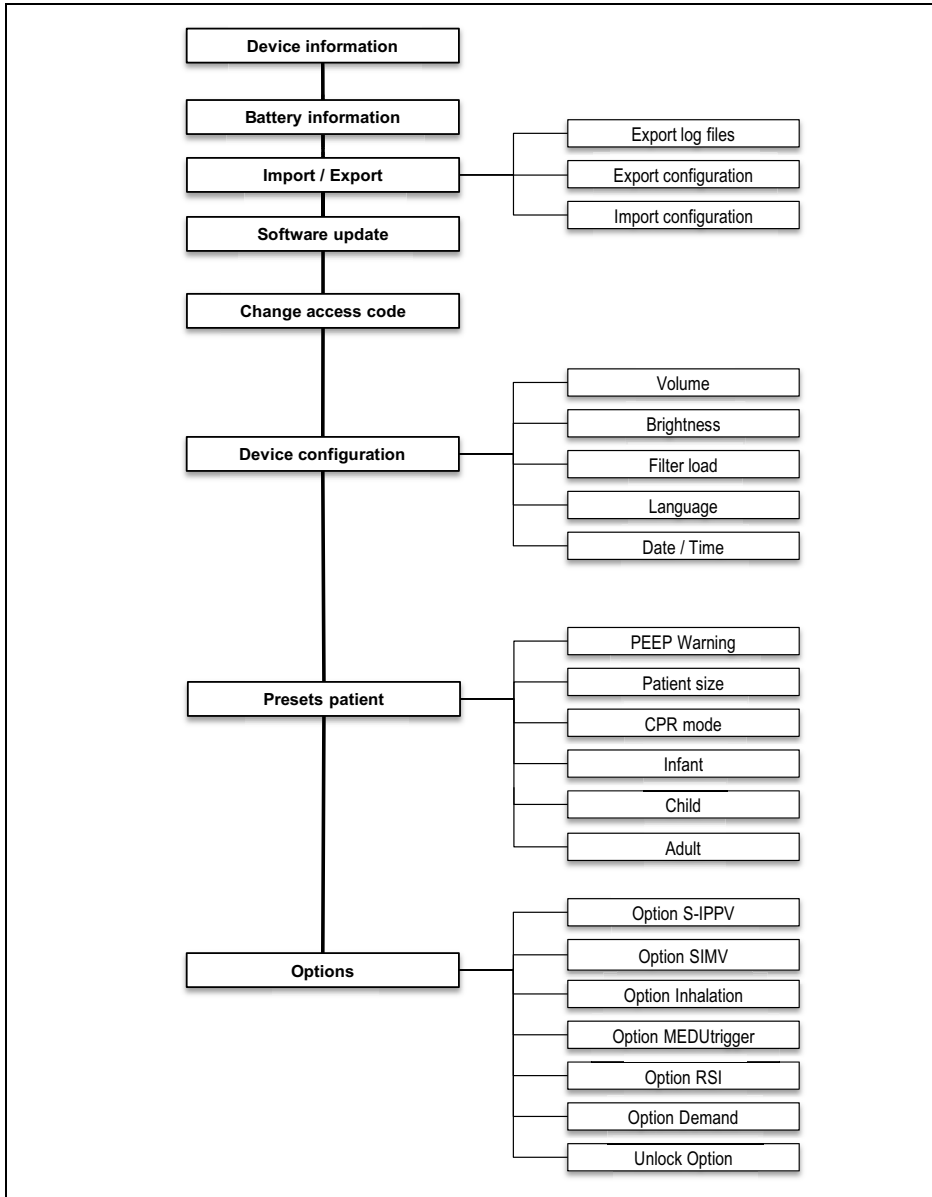 Device information
Battery information
Import / Export
Export log files
Export configuration
Import configuration
Software update
Change access code
Device configuration
Volume
Brightness
Filter load
Language
Date / Time
Presets patient
PEEP Warning
Patient size
CPR mode
Infant
Child
Adult
Options
Option S-IPPV
Option SIMV
Option Inhalation
Option MEDUtrigger
Option RSI
Option Demand
Unlock Option